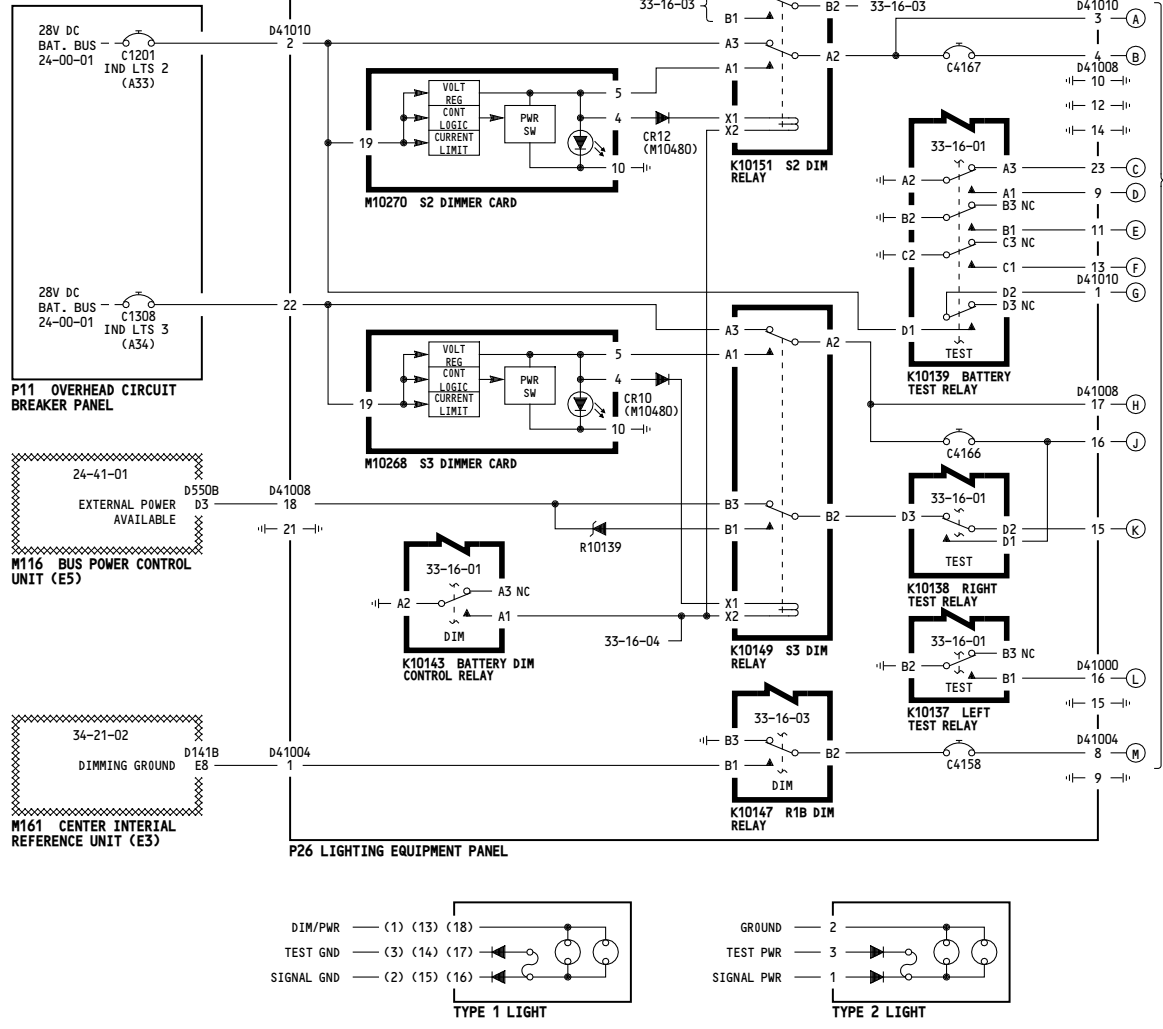 33-16-03
B1
B2
33-16-03
D41010
3
A
28V DC
BAT. BUS
24-00-01
C1201
IND LTS 2
(A33)
D41010
2
A3
A1
A2
C4167
4
B
D41008
10
12
14
VOLT
REG
CONT
LOGIC
CURRENT
LIMIT
PWR
SW
5
4
10
19
CR12
(M10480)
X1
X2
K10151 S2 DIM
RELAY
M10270 S2 DIMMER CARD
33-16-01
A2
A3
23
C
A1
9
D
B2
B3 NC
B1
11
E
C2
C3 NC
C1
13
F
D41010
D2
1
G
D3 NC
D1
TEST
K10139 BATTERY
TEST RELAY
28V DC
BAT. BUS
24-00-01
C1308
IND LTS 3
(A34)
22
P11 OVERHEAD CIRCUIT
BREAKER PANEL
VOLT
REG
CONT
LOGIC
CURRENT
LIMIT
PWR
SW
5
4
10
19
CR10
(M10480)
M10268 S3 DIMMER CARD
A3
A1
A2
D41008
17
H
C4166
16
J
24-41-01
EXTERNAL POWER
AVAILABLE
D550B
D3
D41008
18
21
M116 BUS POWER CONTROL
UNIT (E5)
R10139
B3
B1
B2
33-16-01
D3
D2
D1
15
K
TEST
K10138 RIGHT
TEST RELAY
33-16-01
A2
A3 NC
A1
DIM
K10143 BATTERY DIM
CONTROL RELAY
33-16-04
X1
X2
K10149 S3 DIM
RELAY
33-16-01
B2
B3 NC
B1
TEST
D41000
16
L
15
K10137 LEFT
TEST RELAY
34-21-02
DIMMING GROUND
D141B
E8
D41004
1
M161 CENTER INTERIAL
REFERENCE UNIT (E3)
33-16-03
B3
B1
B2
DIM
K10147 R1B DIM
RELAY
C4158
D41004
8
M
9
P26 LIGHTING EQUIPMENT PANEL
DIM/PWR (1) (13) (18)
TEST GND (3) (14) (17)
SIGNAL GND (2) (15) (16)
TYPE 1 LIGHT
GROUND 2
TEST PWR 3
SIGNAL PWR 1
TYPE 2 LIGHT